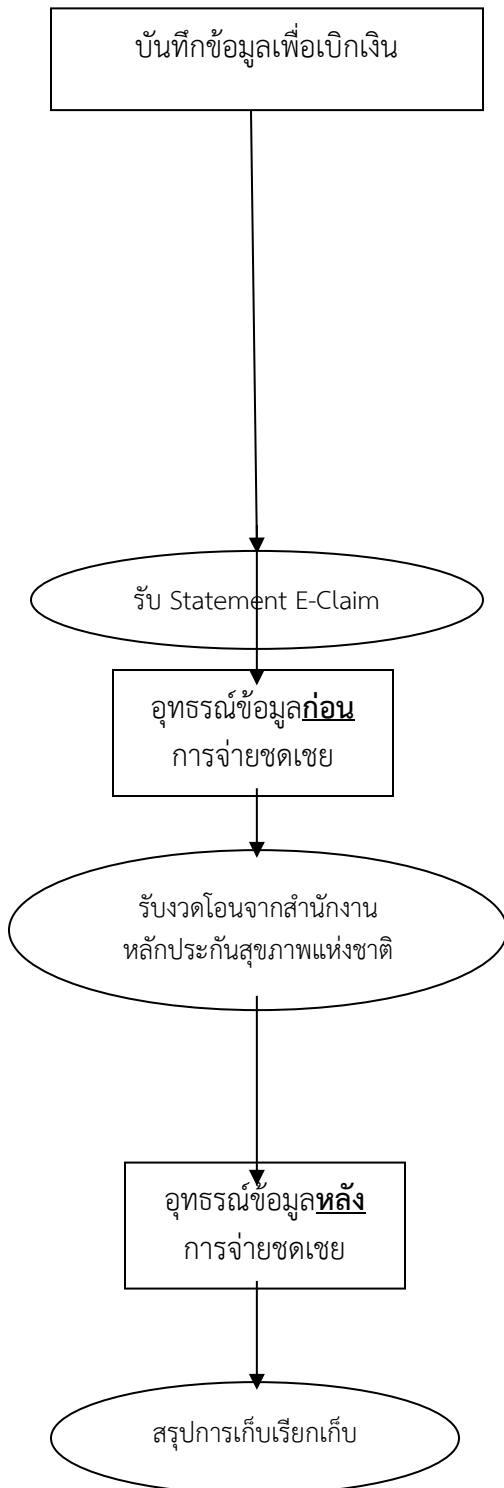 บันทึกข้อมูลเพื่อเบิกเงิน
รับ Statement E-Claim
อุทธรณ์ข้อมูลก่อน
การจ่ายชดเชย
รับงวดโอนจากสำนักงาน
หลักประกันสุขภาพแห่งชาติ
อุทธรณ์ข้อมูลหลัง
การจ่ายชดเชย
สรุปการเก็บเรียกเก็บ